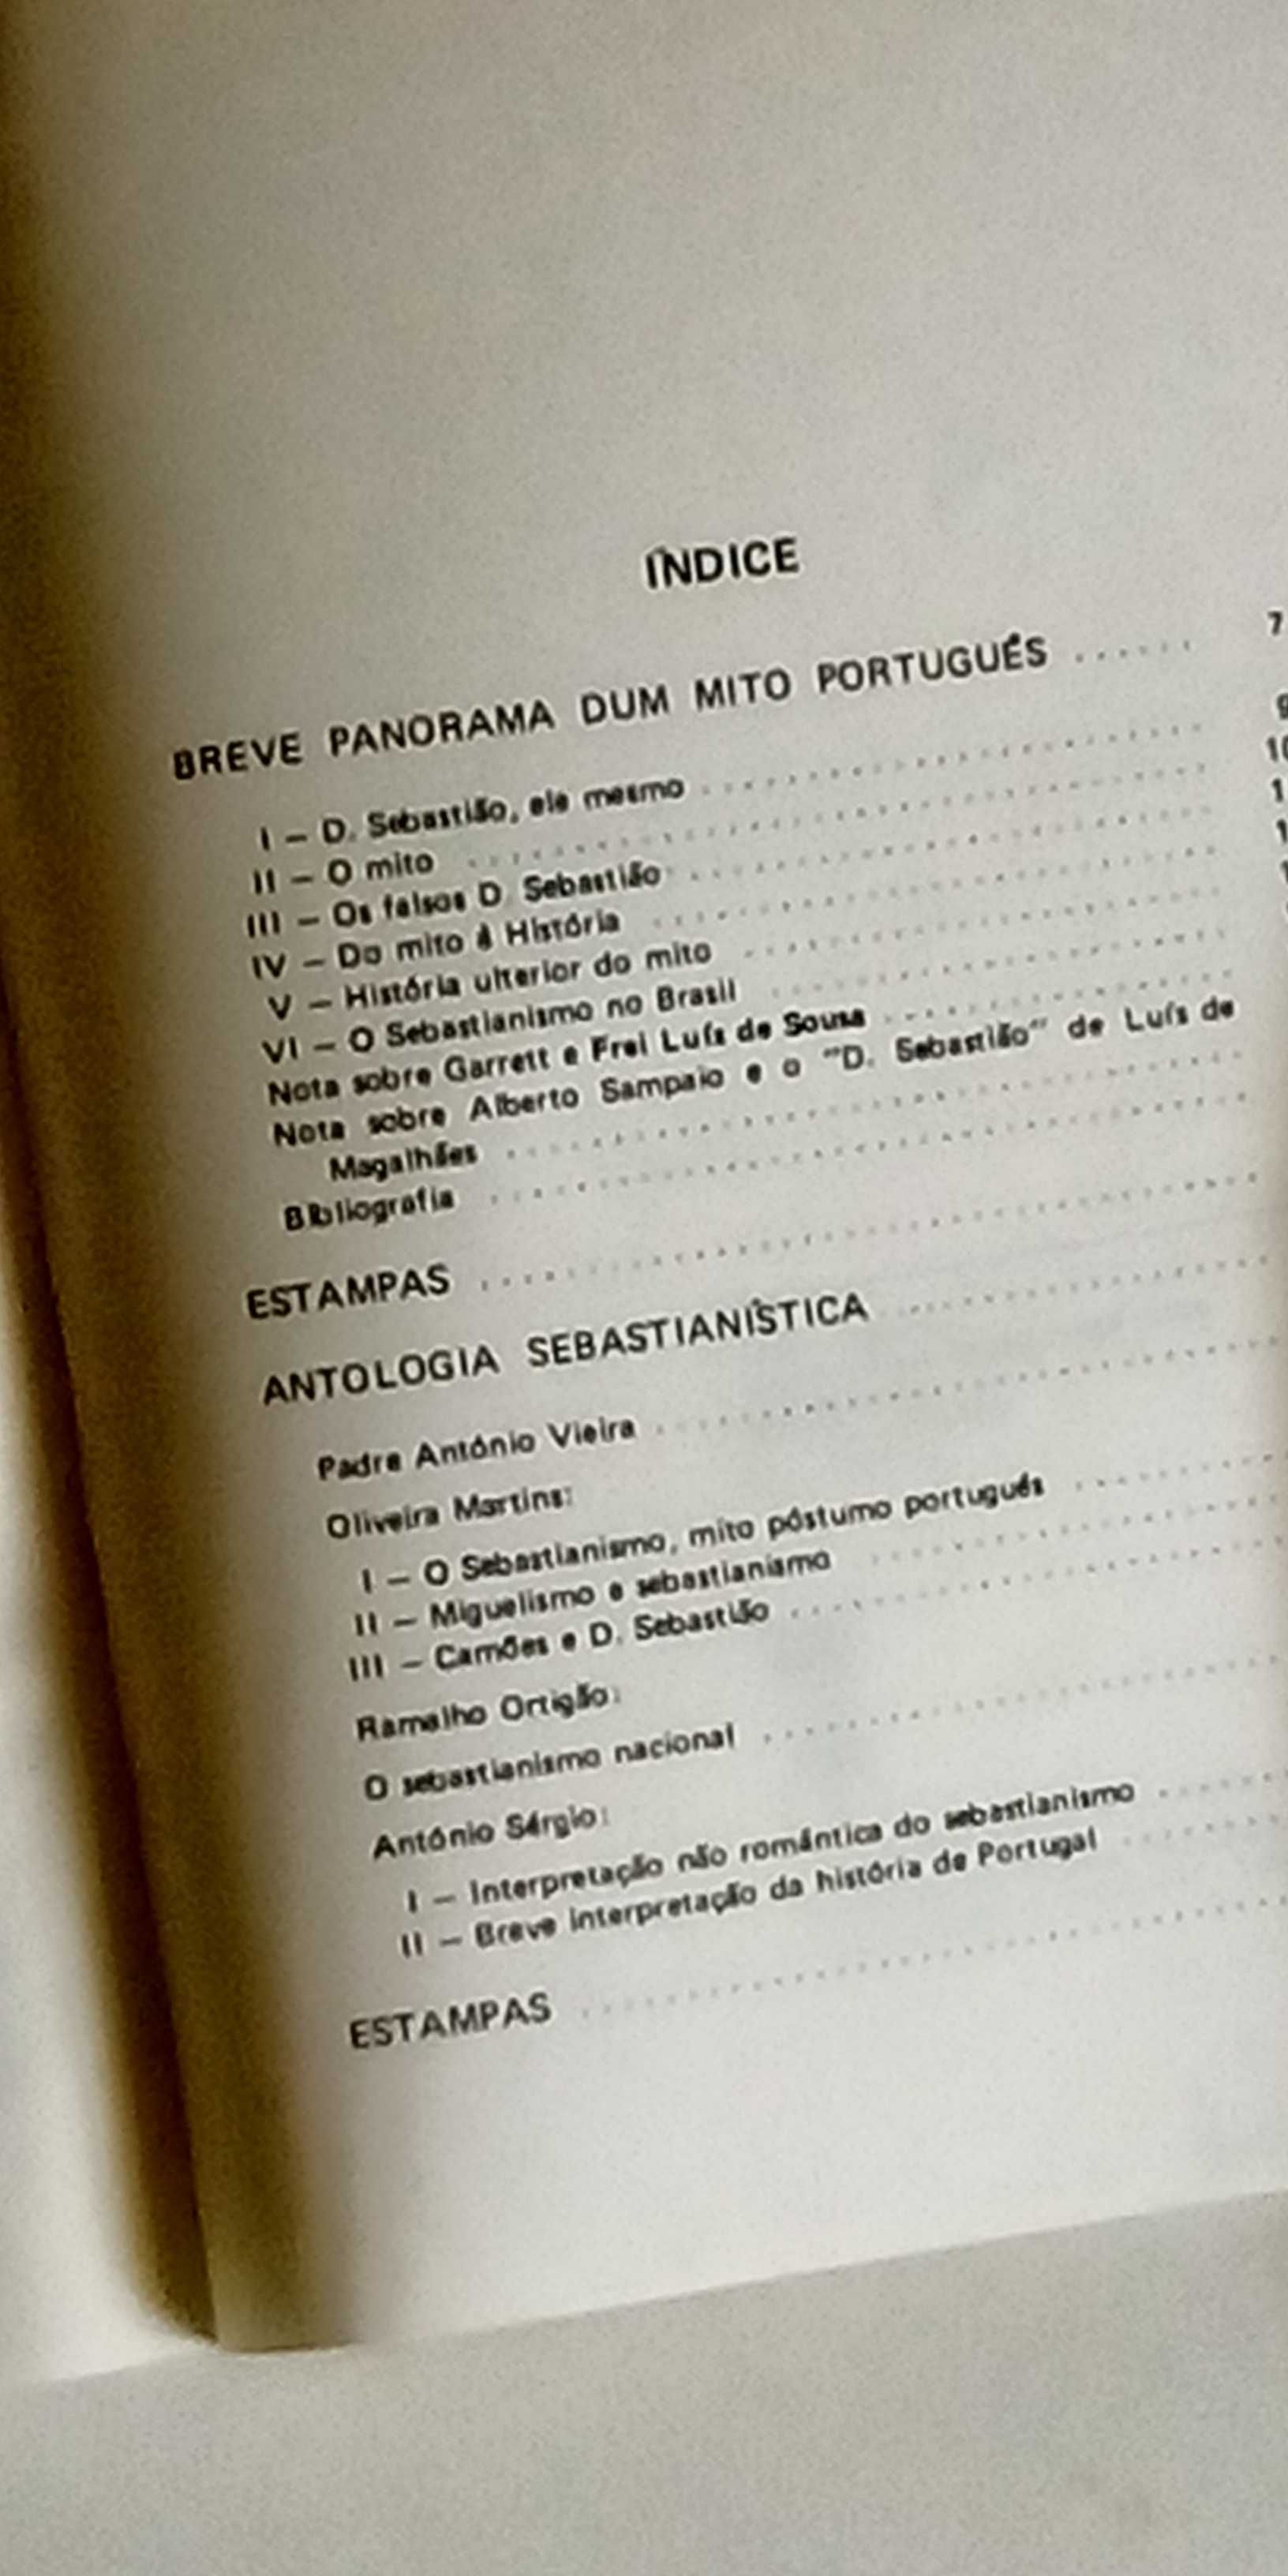 ÍNDICE
BREVE PANORAMA DUM MITO PORTUGUÊS ...... 7
I — D. Sebastião, ele mesmo
II — O mito
III — Os falsos D. Sebastião
IV — Do mito à História
V — História ulterior do mito
VI — O Sebastianismo no Brasil
Nota sobre Garrett e Frei Luís de Sousa
Nota sobre Alberto Sampaio e o "D. Sebastião" de Luís de
Magalhães
Bibliografia
ESTAMPAS
ANTOLOGIA SEBASTIANÍSTICA
Padre António Vieira
Oliveira Martins:
I — O Sebastianismo, mito póstumo português
II — Miguelismo e sebastianismo
III — Camões e D. Sebastião
Ramalho Ortigão:
O sebastianismo nacional
António Sérgio:
I — Interpretação não romântica do sebastianismo
II — Breve interpretação da história de Portugal
ESTAMPAS